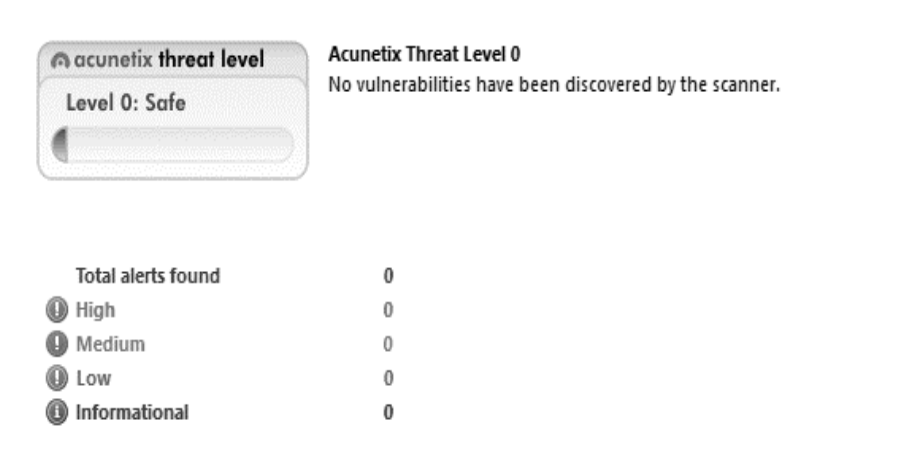 acunetix threat level
Level 0: Safe
Acunetix Threat Level 0
No vulnerabilities have been discovered by the scanner.
Total alerts found 0
High 0
Medium 0
Low 0
Informational 0